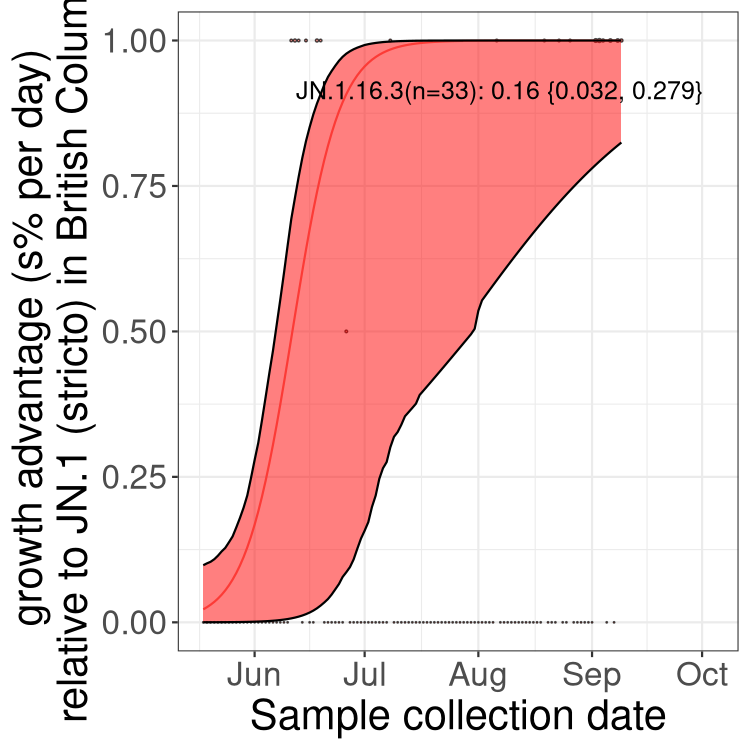 growth advantage (s% per day)
relative to JN.1 (stricto) in British Colum
1.00
0.75
0.50
0.25
0.00
JN.1.16.3(n=33): 0.16 {0.032, 0.279}
Jun Jul Aug Sep Oct
Sample collection date